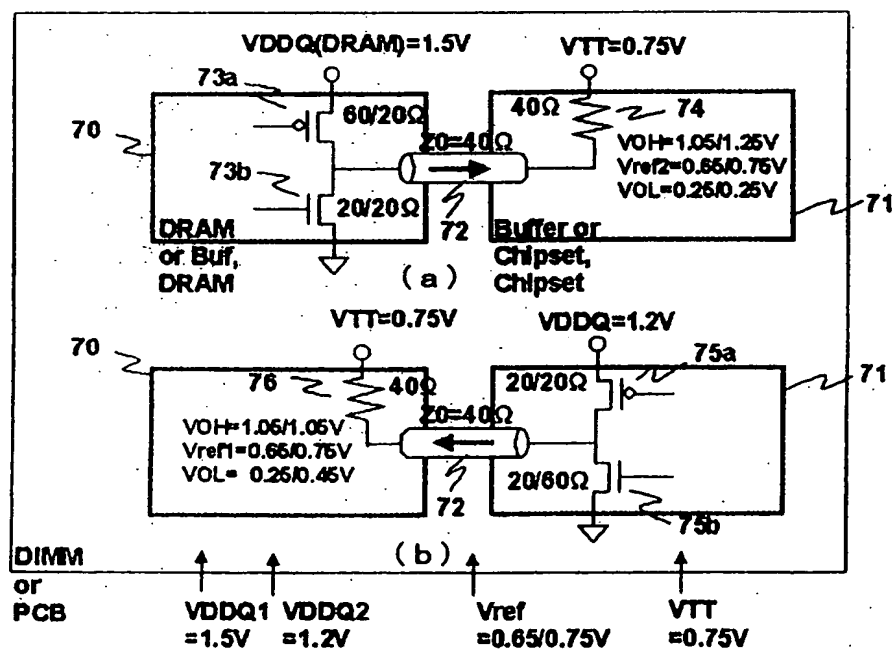 VDDQ(DRAM)=1.5V
VTT=0.75V
73a
60/20Ω
40Ω
74
70
Z0=40Ω
VOH=1.05/1.25V
Vref2=0.65/0.75V
VOL=0.25/0.25V
73b
20/20Ω
72
71
DRAM
or Buf,
DRAM
Buffer or
Chipset,
Chipset
(a)
VTT=0.75V
VDDQ=1.2V
70
76
40Ω
20/20Ω
75a
71
Z0=40Ω
VOH=1.05/1.05V
Vref1=0.65/0.75V
VOL= 0.25/0.45V
20/60Ω
72
75b
(b)
DIMM
or
PCB
VDDQ1
=1.5V
VDDQ2
=1.2V
Vref
=0.65/0.75V
VTT
=0.75V